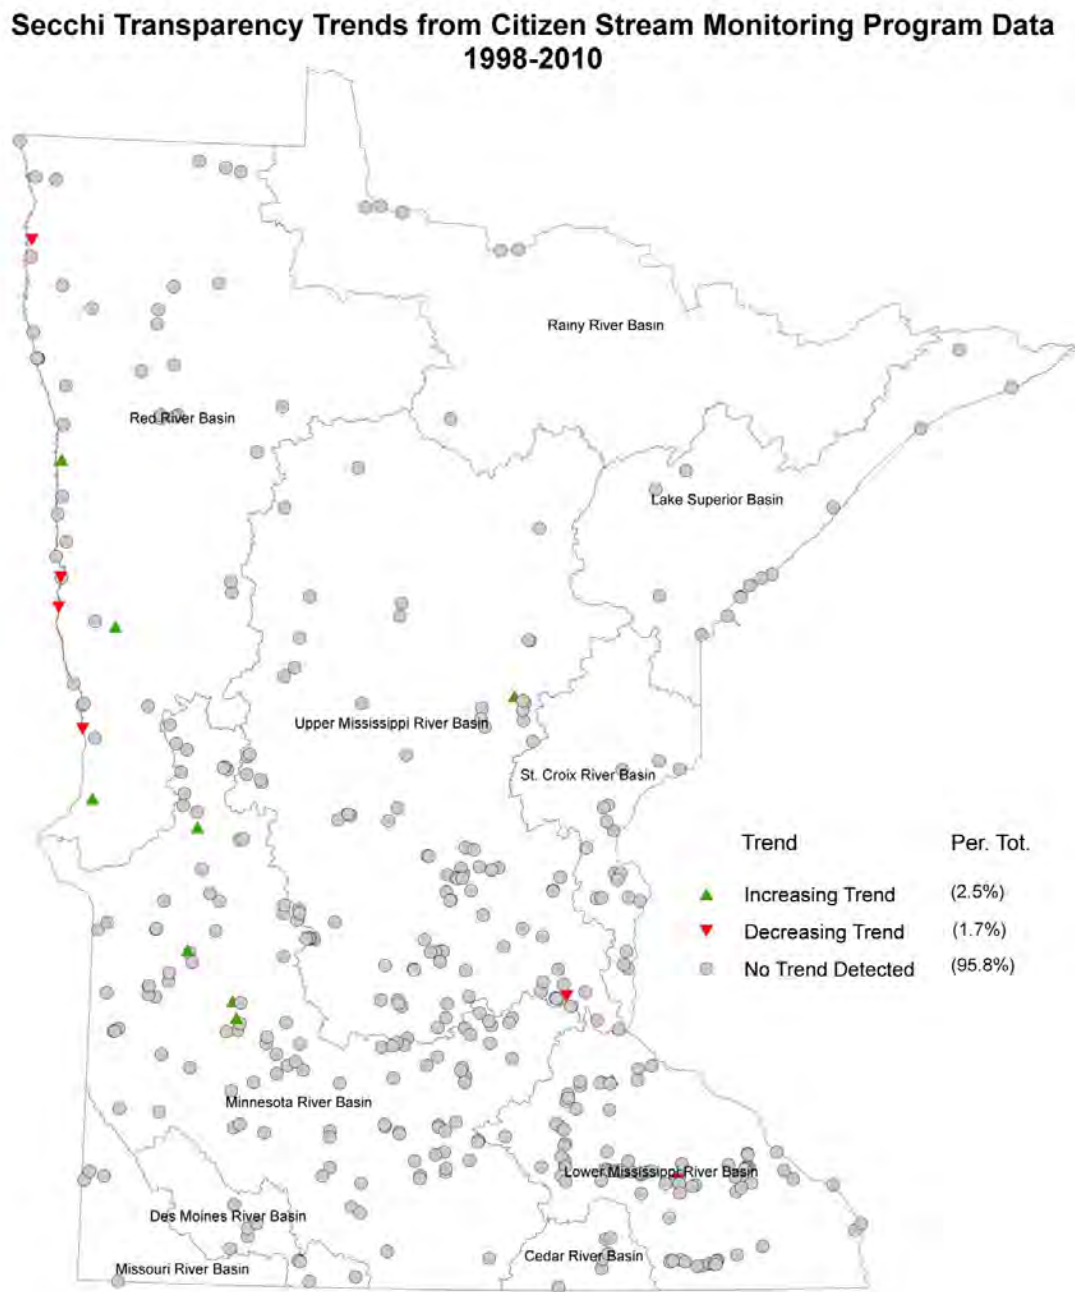 Secchi Transparency Trends from Citizen Stream Monitoring Program Data
1998-2010
Rainy River Basin
Red River Basin
Lake Superior Basin
Upper Mississippi River Basin
St. Croix River Basin
Trend Per. Tot.
Increasing Trend (2.5%)
Decreasing Trend (1.7%)
No Trend Detected (95.8%)
Minnesota River Basin
Lower Mississippi River Basin
Des Moines River Basin
Cedar River Basin
Missouri River Basin